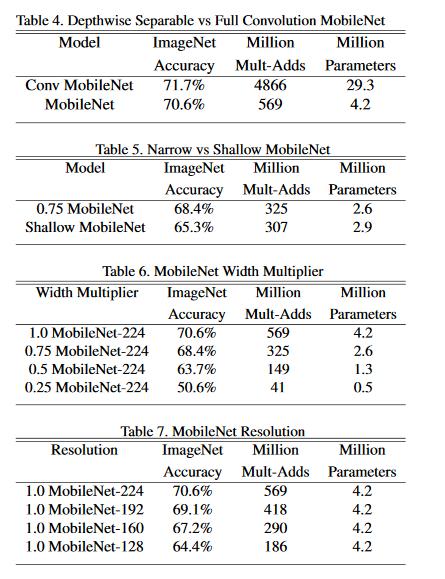 Table 4. Depthwise Separable vs Full Convolution MobileNet
Model ImageNet Million Million
Accuracy Mult-Adds Parameters
Conv MobileNet 71.7% 4866 29.3
MobileNet 70.6% 569 4.2
Table 5. Narrow vs Shallow MobileNet
Model ImageNet Million Million
Accuracy Mult-Adds Parameters
0.75 MobileNet 68.4% 325 2.6
Shallow MobileNet 65.3% 307 2.9
Table 6. MobileNet Width Multiplier
Width Multiplier ImageNet Million Million
Accuracy Mult-Adds Parameters
1.0 MobileNet-224 70.6% 569 4.2
0.75 MobileNet-224 68.4% 325 2.6
0.5 MobileNet-224 63.7% 149 1.3
0.25 MobileNet-224 50.6% 41 0.5
Table 7. MobileNet Resolution
Resolution ImageNet Million Million
Accuracy Mult-Adds Parameters
1.0 MobileNet-224 70.6% 569 4.2
1.0 MobileNet-192 69.1% 418 4.2
1.0 MobileNet-160 67.2% 290 4.2
1.0 MobileNet-128 64.4% 186 4.2